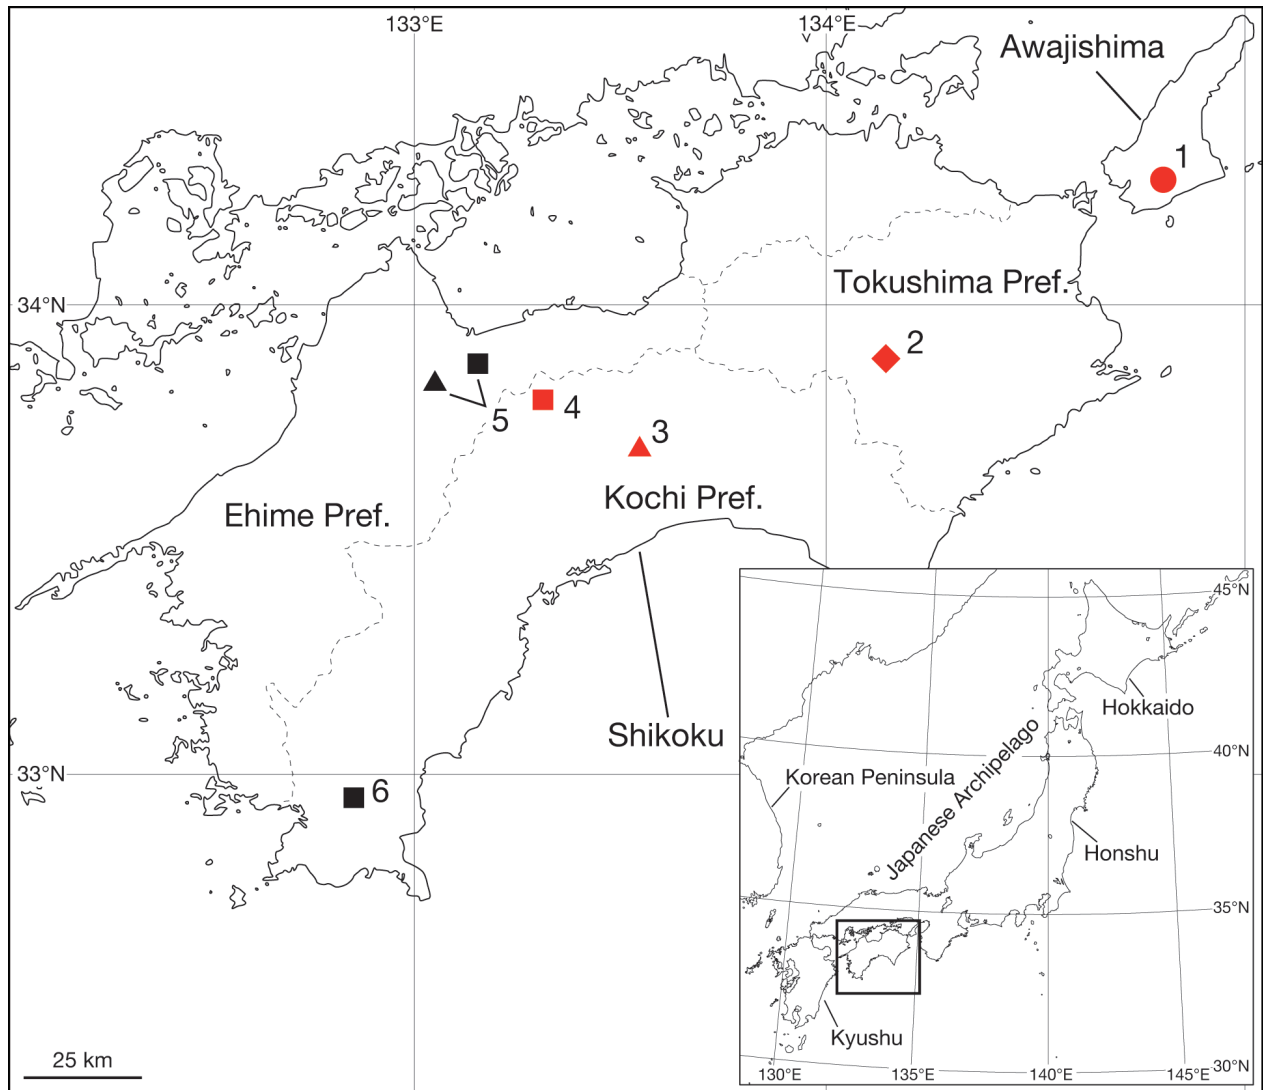 133°E
134°E
Awajishima
1
34°N
Tokushima Pref.
2
5
4
3
Ehime Pref.
Kochi Pref.
Shikoku
33°N
6
25 km
45°N
Hokkaido
40°N
Korean Peninsula
Japanese Archipelago
Honshu
35°N
Kyushu
30°N
130°E
135°E
140°E
145°E